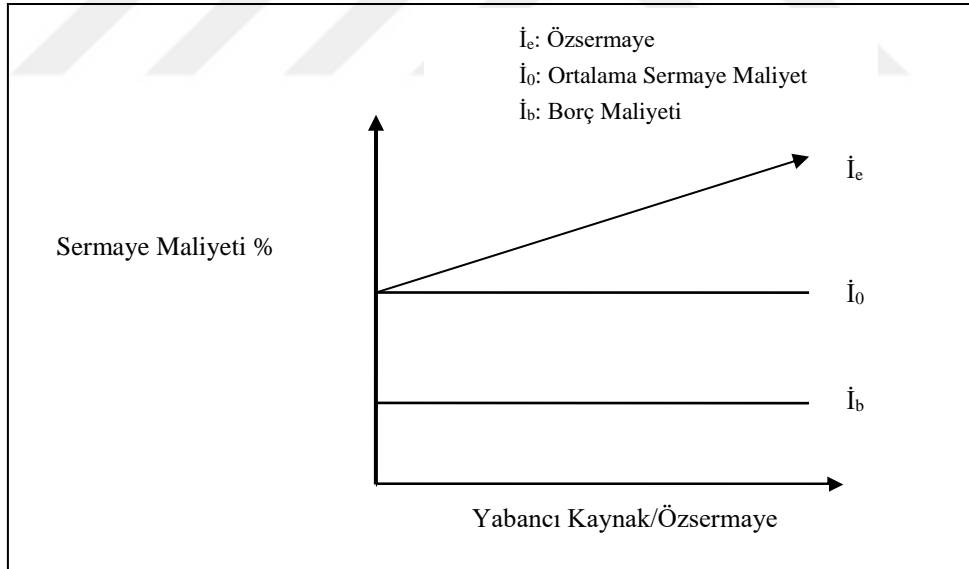 İe: Özsermaye
İ0: Ortalama Sermaye Maliyet
İb: Borç Maliyeti
İe
Sermaye Maliyeti %
İ0
İb
Yabancı Kaynak/Özsermaye